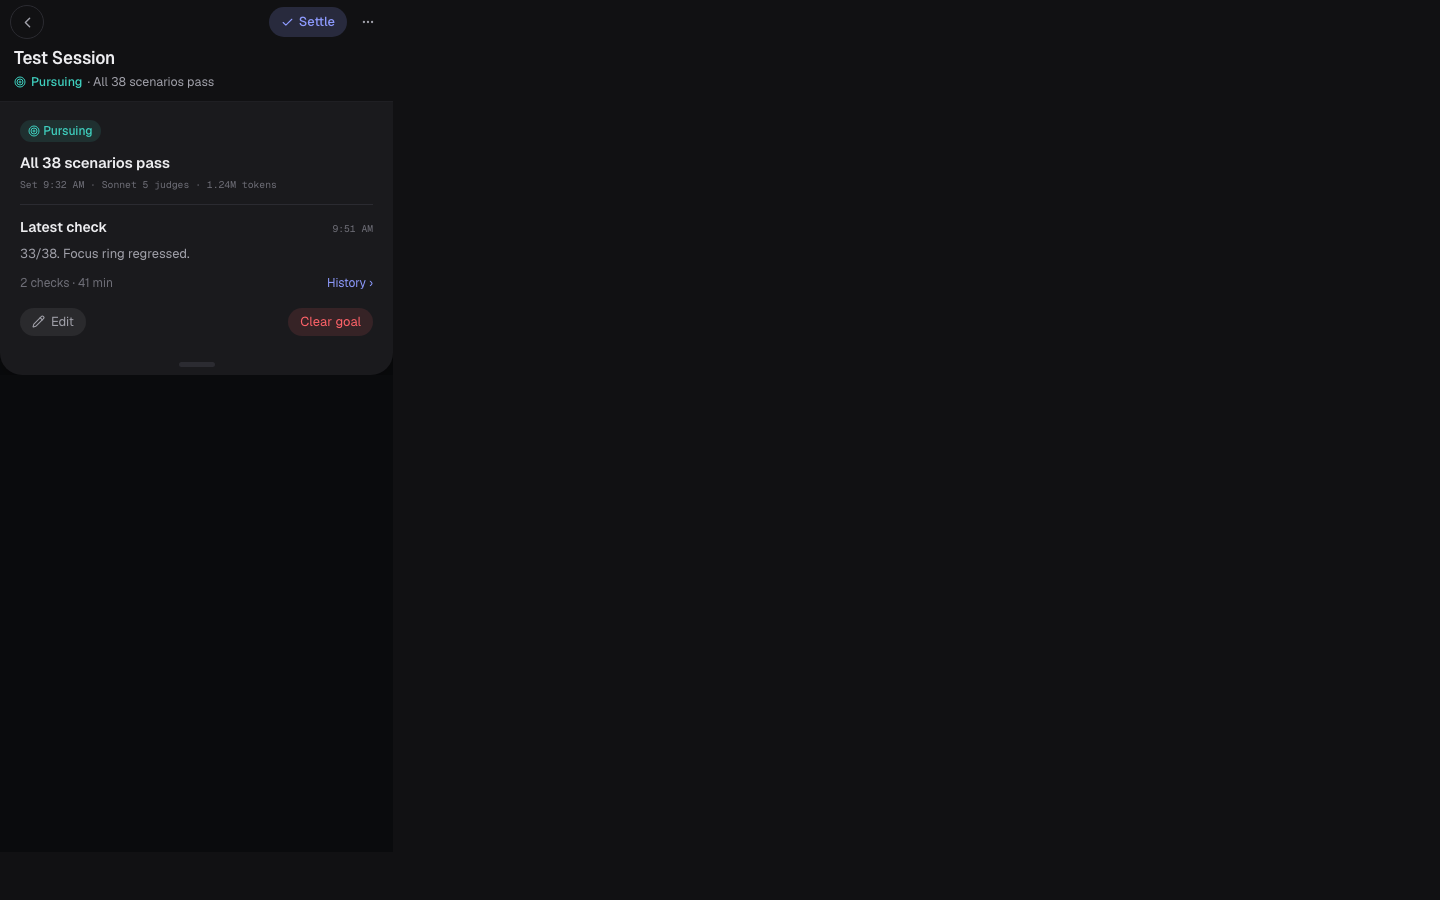 Settle
Test Session
Pursuing · All 38 scenarios pass
Pursuing
All 38 scenarios pass
Set 9:32 AM · Sonnet 5 judges · 1.24M tokens
Latest check 9:51 AM
33/38. Focus ring regressed.
2 checks · 41 min History ›
Edit Clear goal